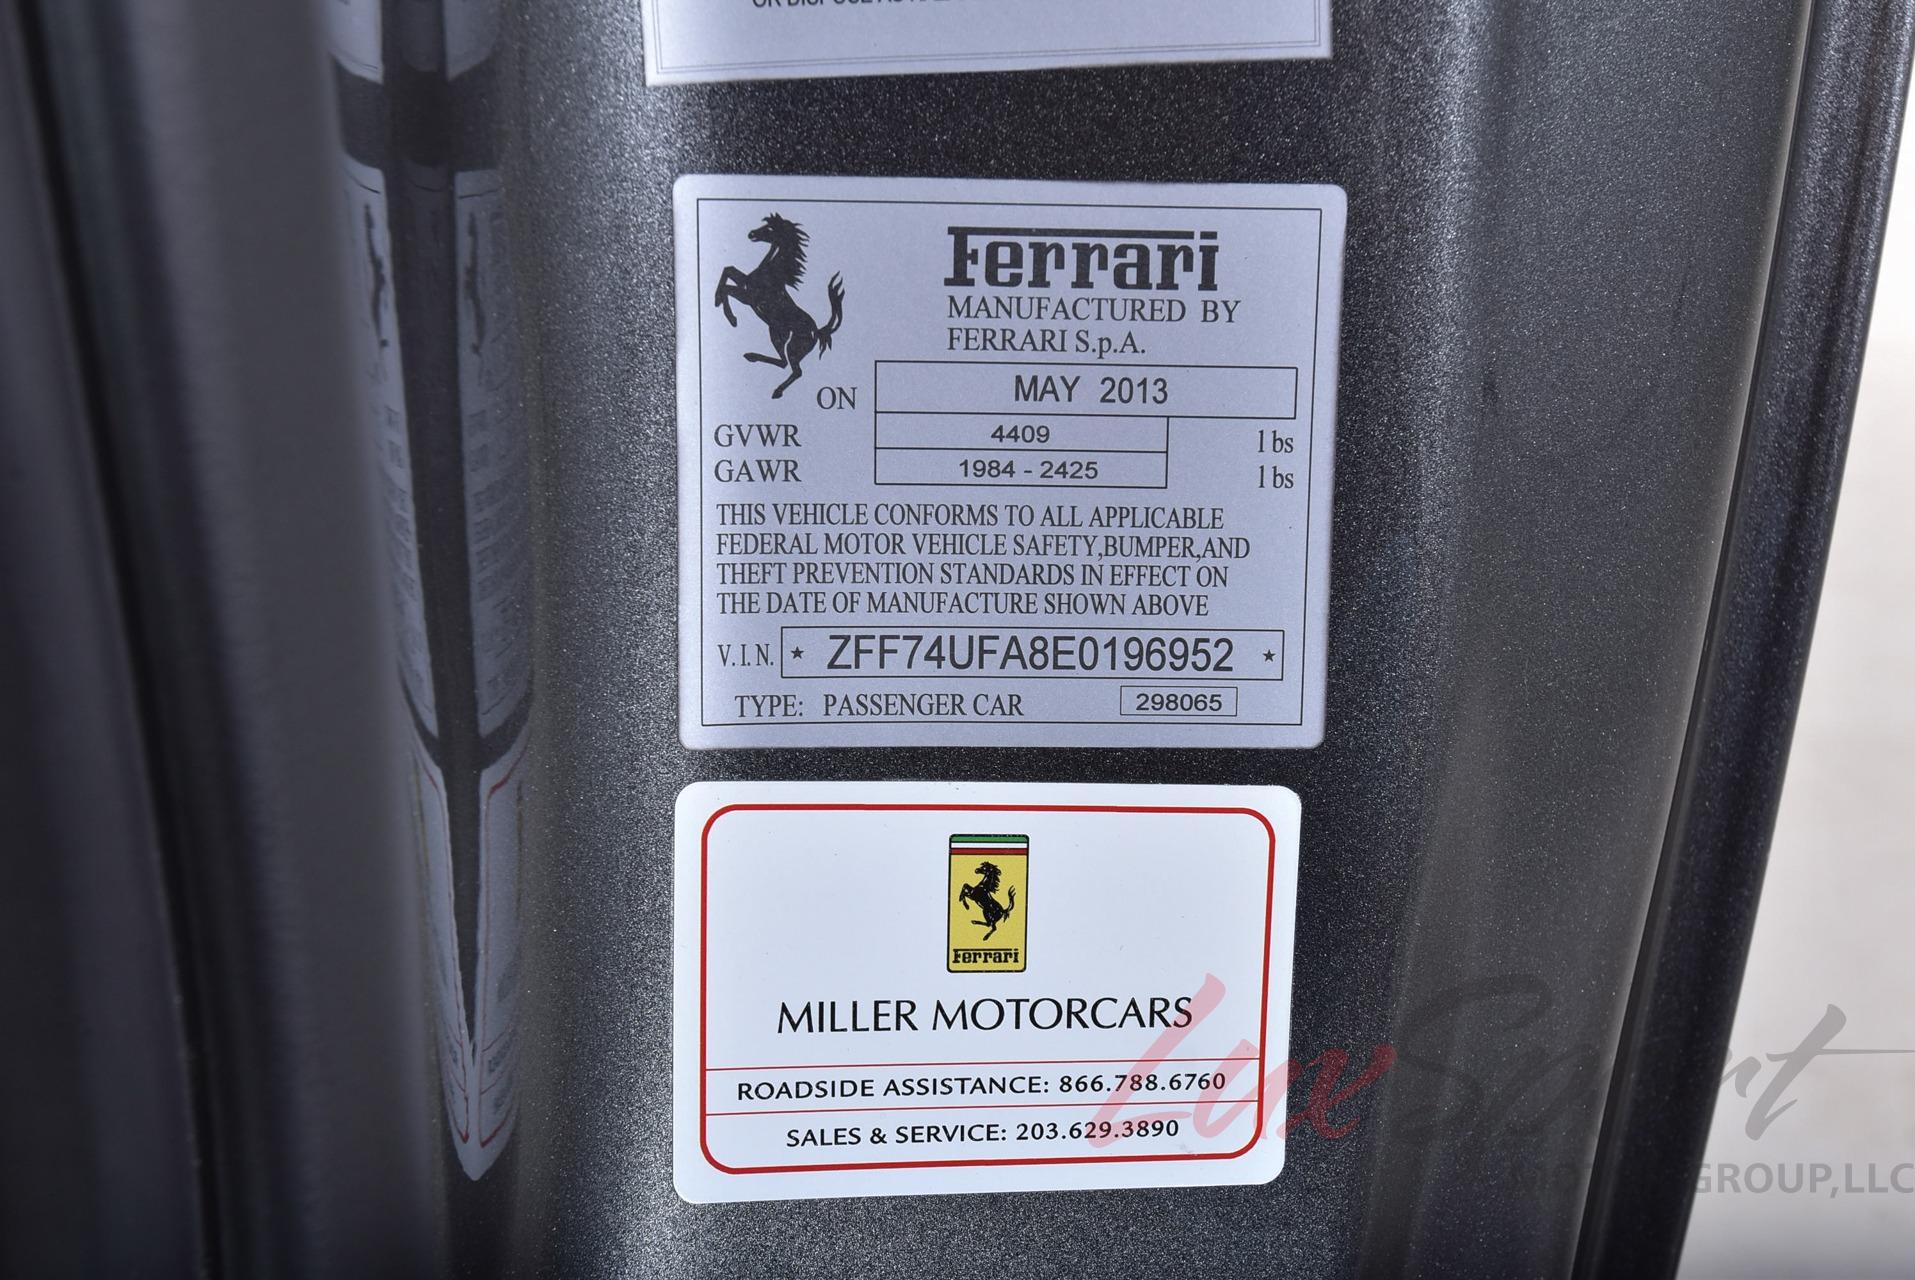 Ferrari
MANUFACTURED BY
FERRARI S.p.A.
ON MAY 2013
GVWR 4409 lbs
GAWR 1984 - 2425 lbs
THIS VEHICLE CONFORMS TO ALL APPLICABLE
FEDERAL MOTOR VEHICLE SAFETY,BUMPER,AND
THEFT PREVENTION STANDARDS IN EFFECT ON
THE DATE OF MANUFACTURE SHOWN ABOVE
V.I.N. ★ ZFF74UFA8E0196952 ★
TYPE: PASSENGER CAR 298065
Ferrari
MILLER MOTORCARS
ROADSIDE ASSISTANCE: 866.788.6760
SALES & SERVICE: 203.629.3890
LuxSport
GROUP,LLC